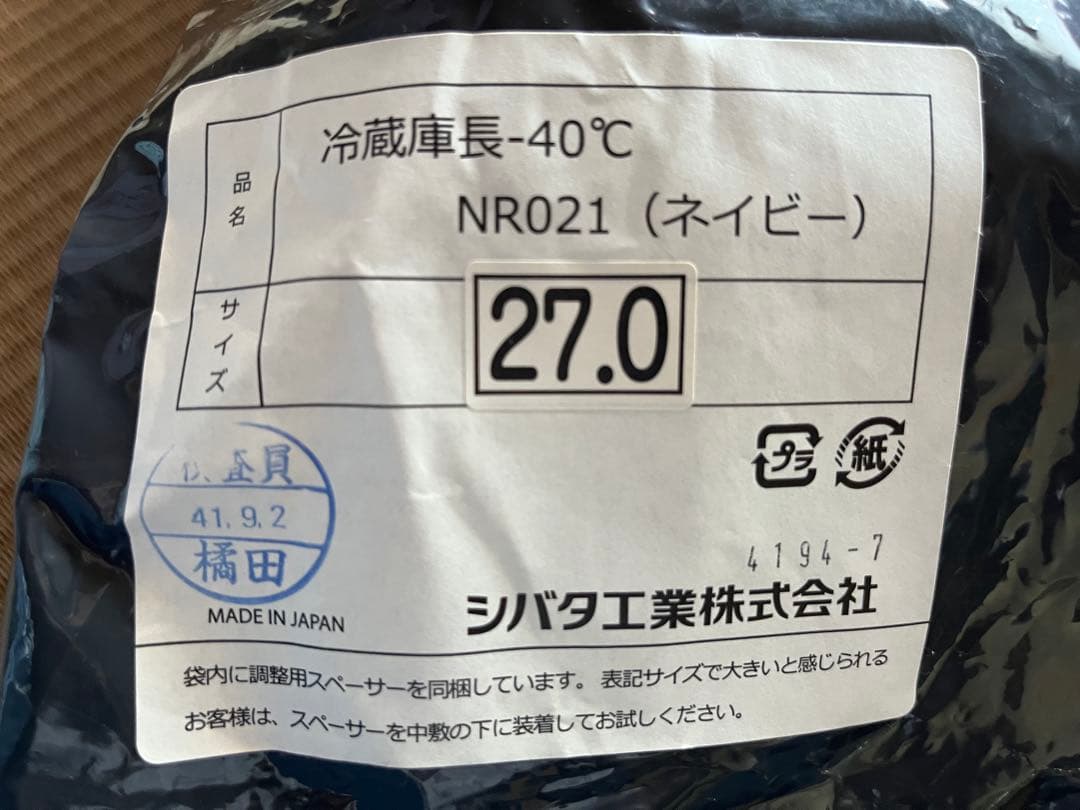 品名
冷蔵庫長-40℃
NR021（ネイビー）
サイズ
27.0
プラ
紙
査員
41.9.2
橘田
MADE IN JAPAN
4194-7
シバタ工業株式会社
袋内に調整用スペーサーを同梱しています。表記サイズで大きいと感じられる
お客様は、スペーサーを中敷の下に装着してお試しください。